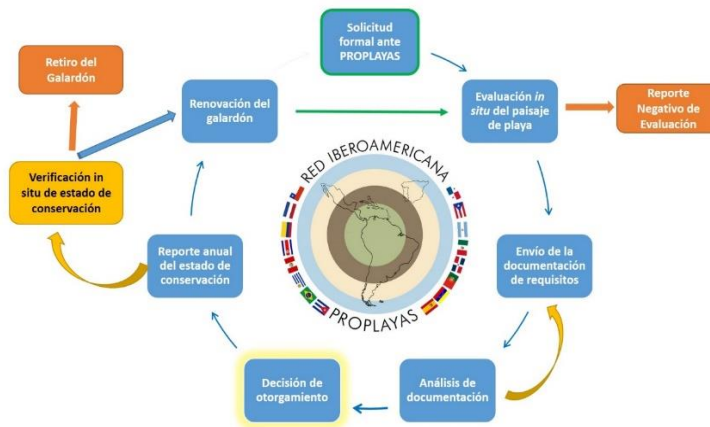 Solicitud
formal ante
PROPLAYAS
Retiro del
Galardón
Renovación del
galardón
Evaluación in
situ del paisaje
de playa
Reporte
Negativo de
Evaluación
Verificación in
situ de estado de
conservación
RED IBEROAMERICANA
PROPLAYAS
Reporte anual
del estado de
conservación
Envío de la
documentación
de requisitos
Decisión de
otorgamiento
Análisis de
documentación